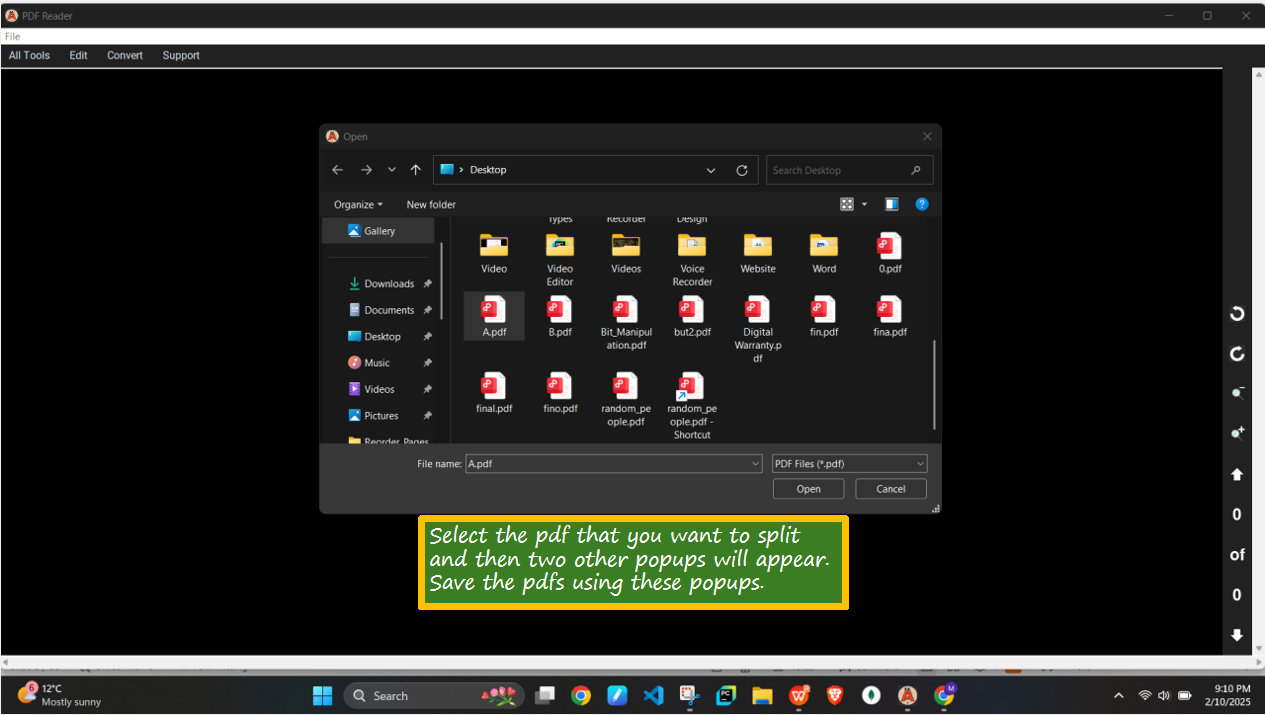 PDF Reader
File
All Tools Edit Convert Support
Open
Desktop
Search Desktop
Organize New folder
Types Recorder Design
Gallery
Video Video Editor Videos Voice Recorder Website Word 0.pdf
Downloads
Documents
Desktop
Music
Videos
Pictures
Reorder Pages
A.pdf B.pdf Bit_Manipulation.pdf but2.pdf Digital Warranty.pdf fin.pdf fina.pdf
final.pdf fino.pdf random_people.pdf random_people.pdf - Shortcut
File name: A.pdf PDF Files (*.pdf)
Open Cancel
Select the pdf that you want to split
and then two other popups will appear.
Save the pdfs using these popups.
0
of
0
6
12°C
Mostly sunny
Search
PC
M
9:10 PM
2/10/2025